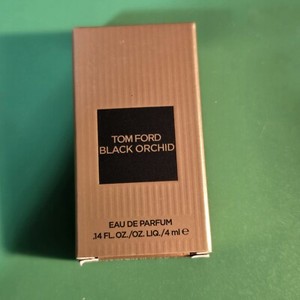 TOM FORD
BLACK ORCHID
EAU DE PARFUM
.14 FL. OZ./OZ. LIQ./4 ml ℮